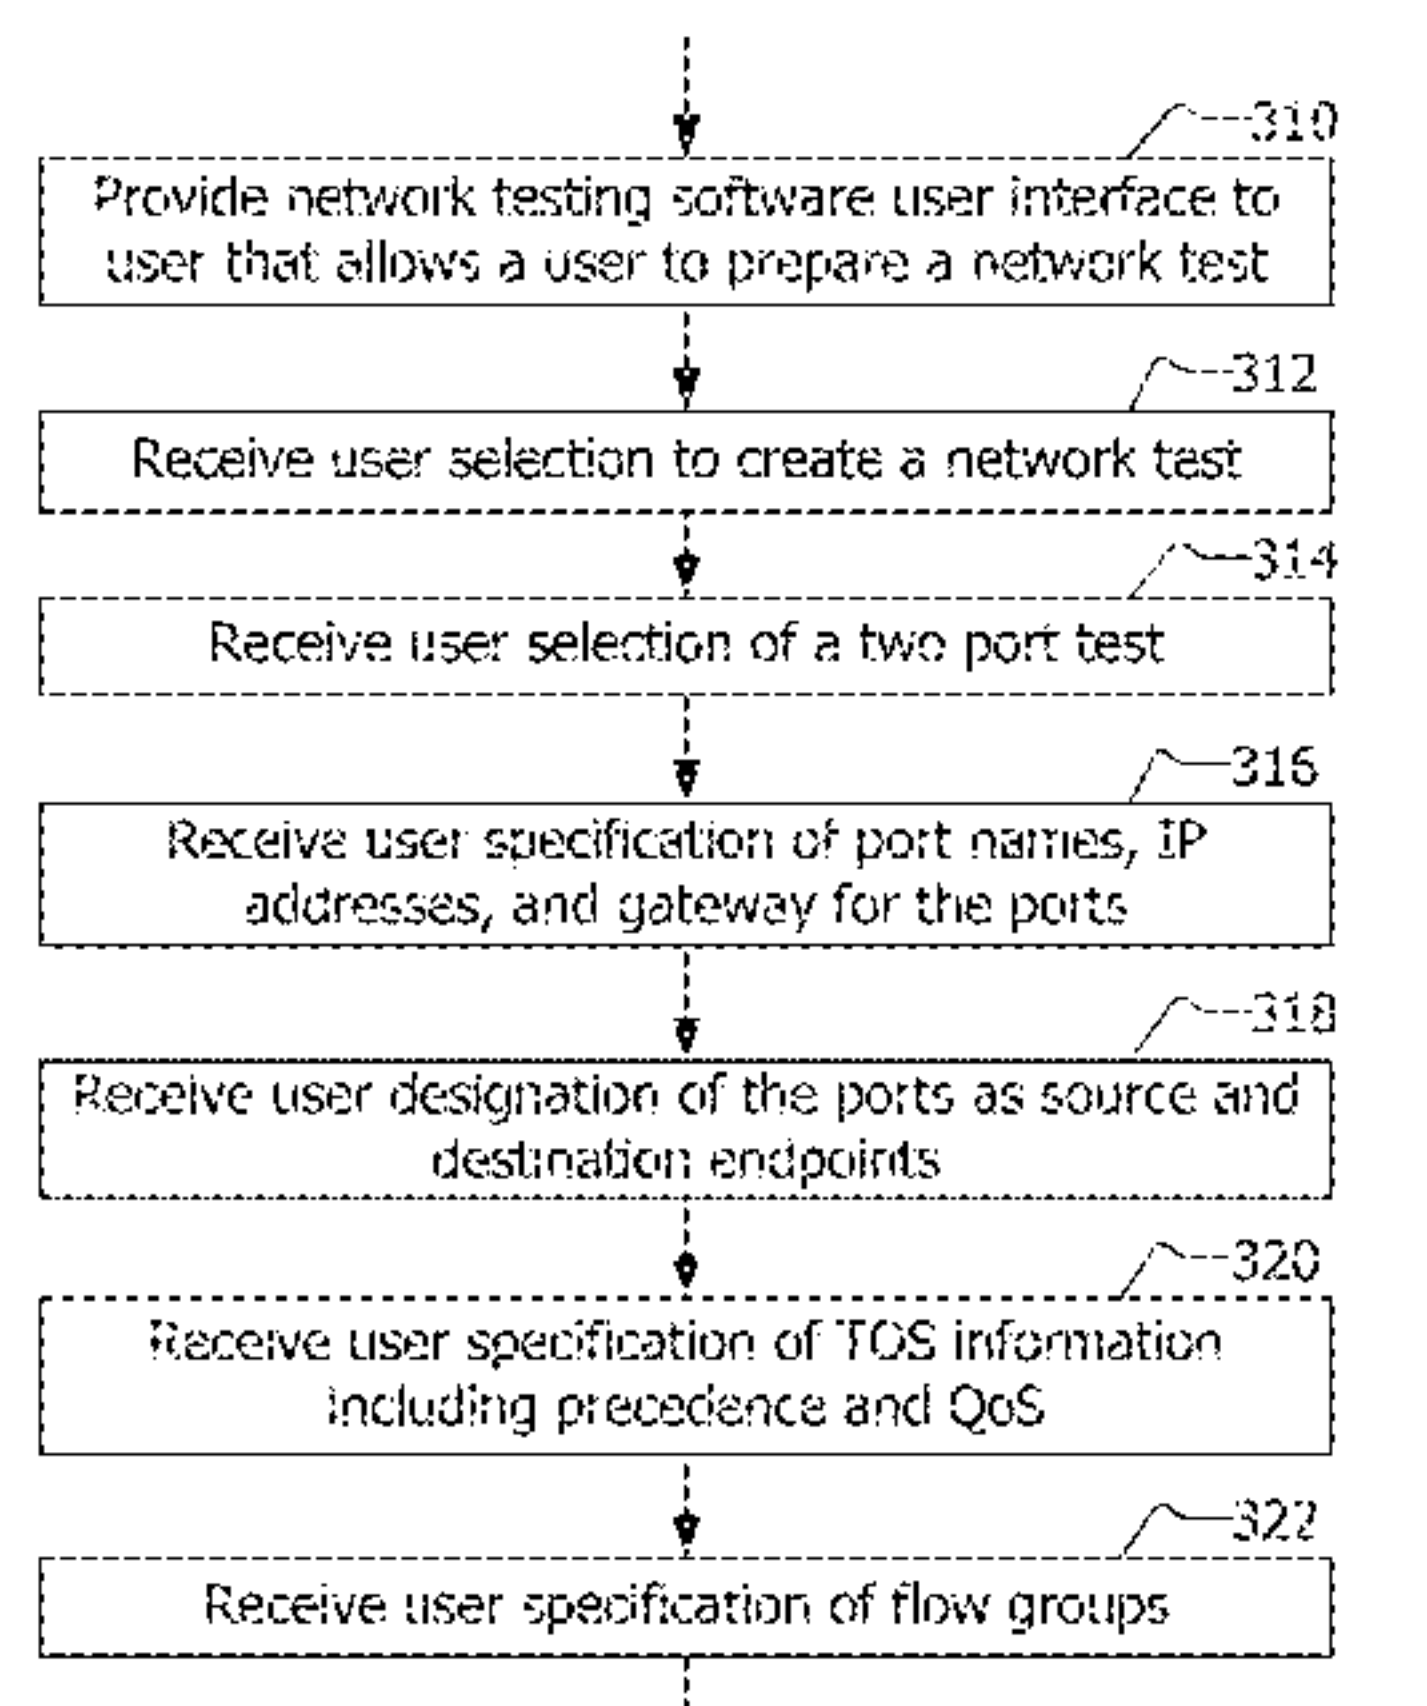 310
Provide network testing software user interface to
user that allows a user to prepare a network test
312
Receive user selection to create a network test
314
Receive user selection of a two port test
316
Receive user specification of port names, IP
addresses, and gateway for the ports
318
Receive user designation of the ports as source and
destination endpoints
320
Receive user specification of TOS information
including precedence and QoS
322
Receive user specification of flow groups